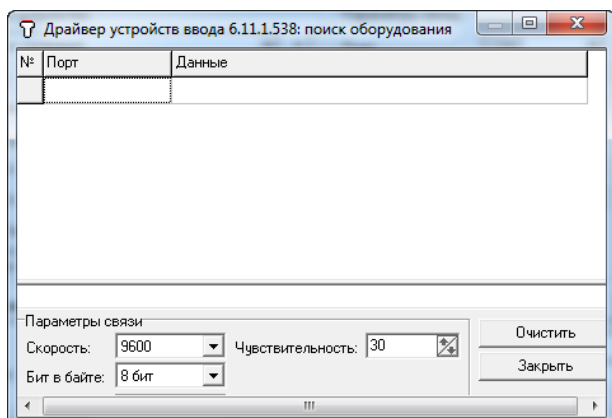 Драйвер устройств ввода 6.11.1.538: поиск оборудования
№ Порт Данные
Параметры связи
Скорость: 9600 Чувствительность: 30 Очистить
Бит в байте: 8 бит Закрыть